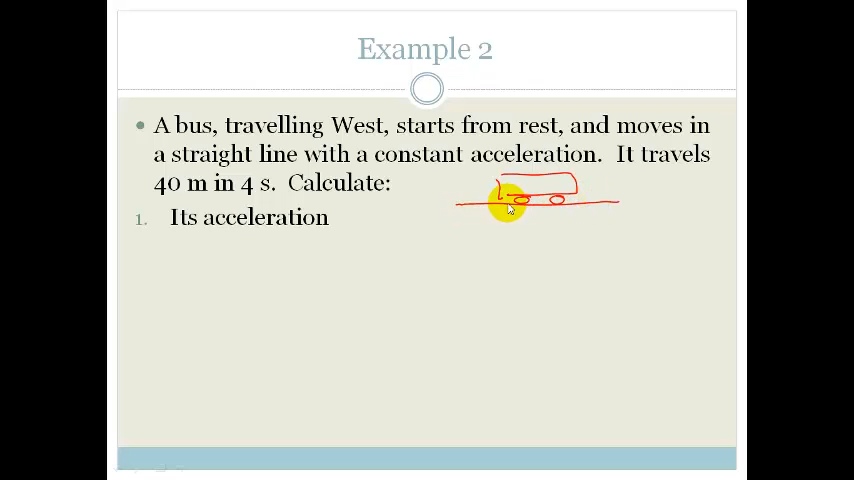 Example 2
A bus, travelling West, starts from rest, and moves in
a straight line with a constant acceleration. It travels
40 m in 4 s. Calculate:
1. Its acceleration